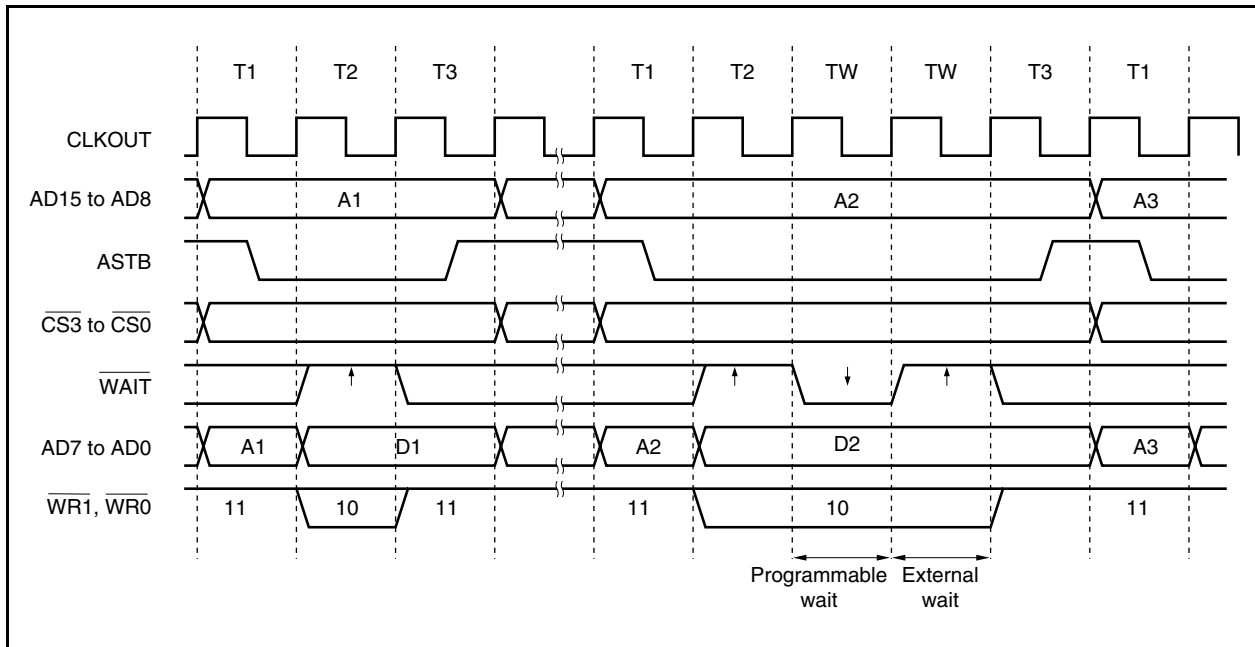 T1 T2 T3 T1 T2 TW TW T3 T1
CLKOUT
AD15 to AD8 A1 A2 A3
ASTB
CS3 to CS0
WAIT
AD7 to AD0 A1 D1 A2 D2 A3
WR1, WR0 11 10 11 11 10 11
Programmable wait
External wait